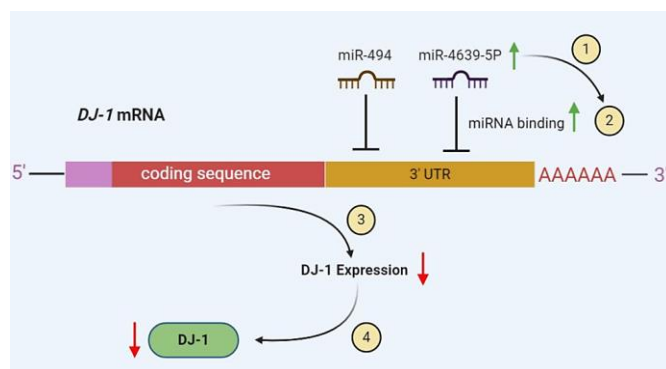 miR-494 miR-4639-5P 1
DJ-1 mRNA miRNA binding 2
5' coding sequence 3' UTR AAAAAA 3'
3
DJ-1 Expression
DJ-1 4